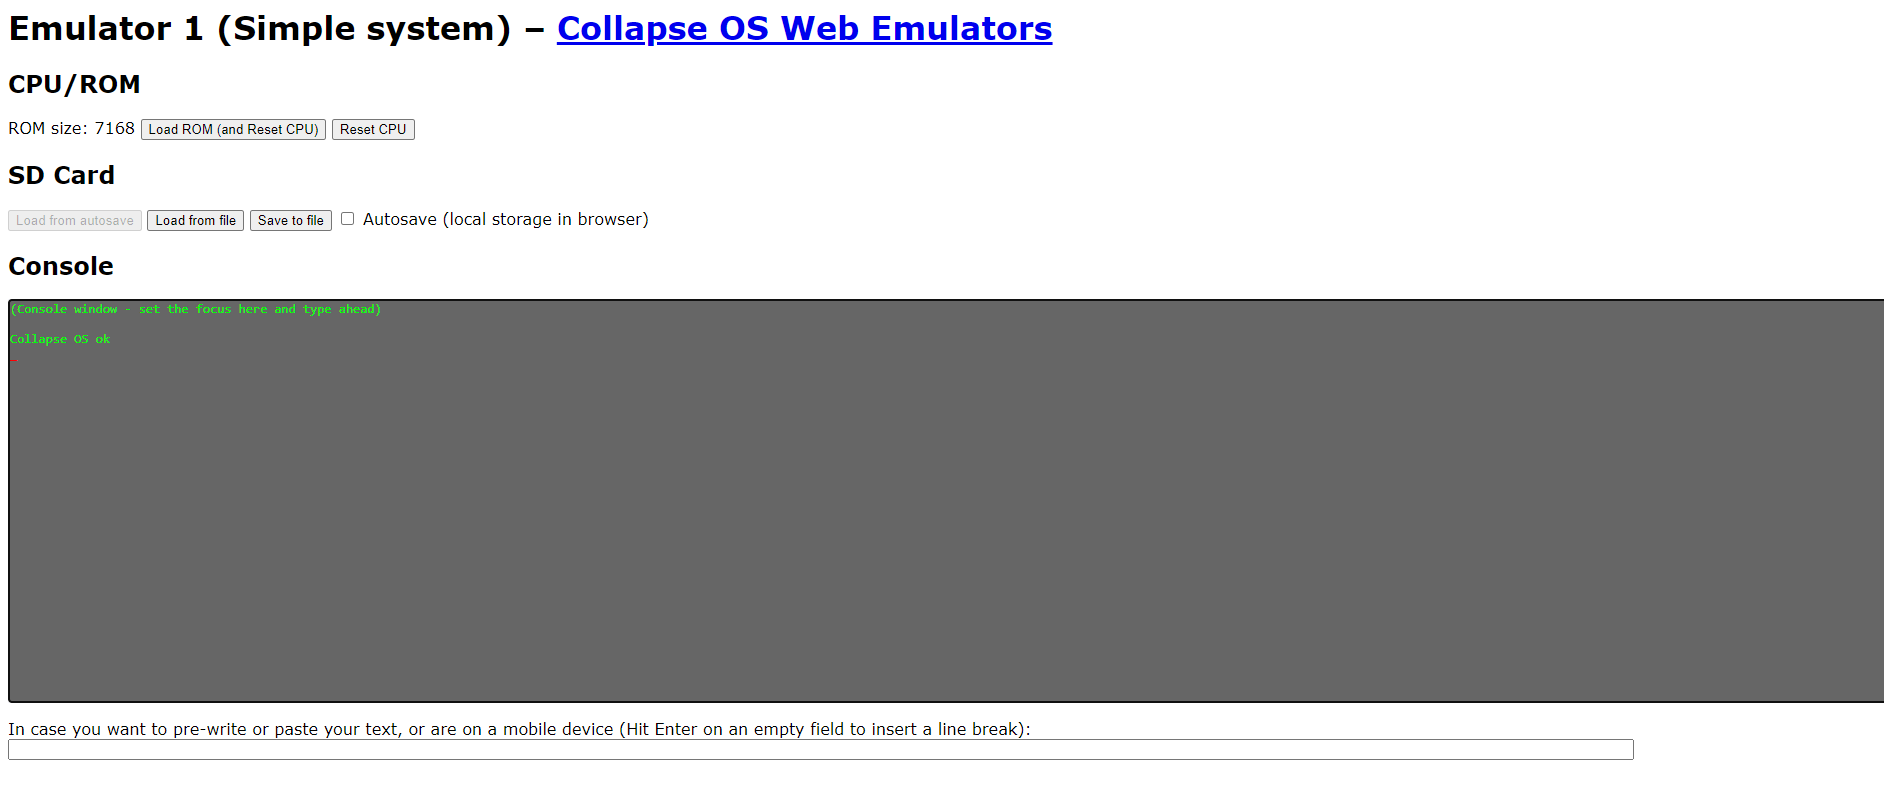 Emulator 1 (Simple system) – Collapse OS Web Emulators
CPU/ROM
ROM size: 7168 Load ROM (and Reset CPU) Reset CPU
SD Card
Load from autosave Load from file Save to file Autosave (local storage in browser)
Console
(Console window - set the focus here and type ahead)
Collapse OS ok
In case you want to pre-write or paste your text, or are on a mobile device (Hit Enter on an empty field to insert a line break):